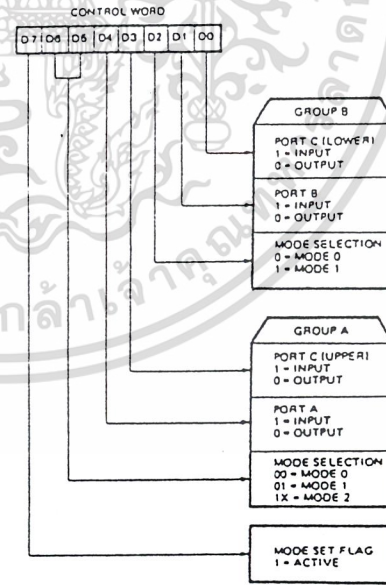 CONTROL WORD
D7 D6 D5 D4 D3 D2 D1 D0
GROUP B
PORT C (LOWER)
1 = INPUT
0 = OUTPUT
PORT B
1 = INPUT
0 = OUTPUT
MODE SELECTION
0 = MODE 0
1 = MODE 1
GROUP A
PORT C (UPPER)
1 = INPUT
0 = OUTPUT
PORT A
1 = INPUT
0 = OUTPUT
MODE SELECTION
00 = MODE 0
01 = MODE 1
1X = MODE 2
MODE SET FLAG
1 = ACTIVE